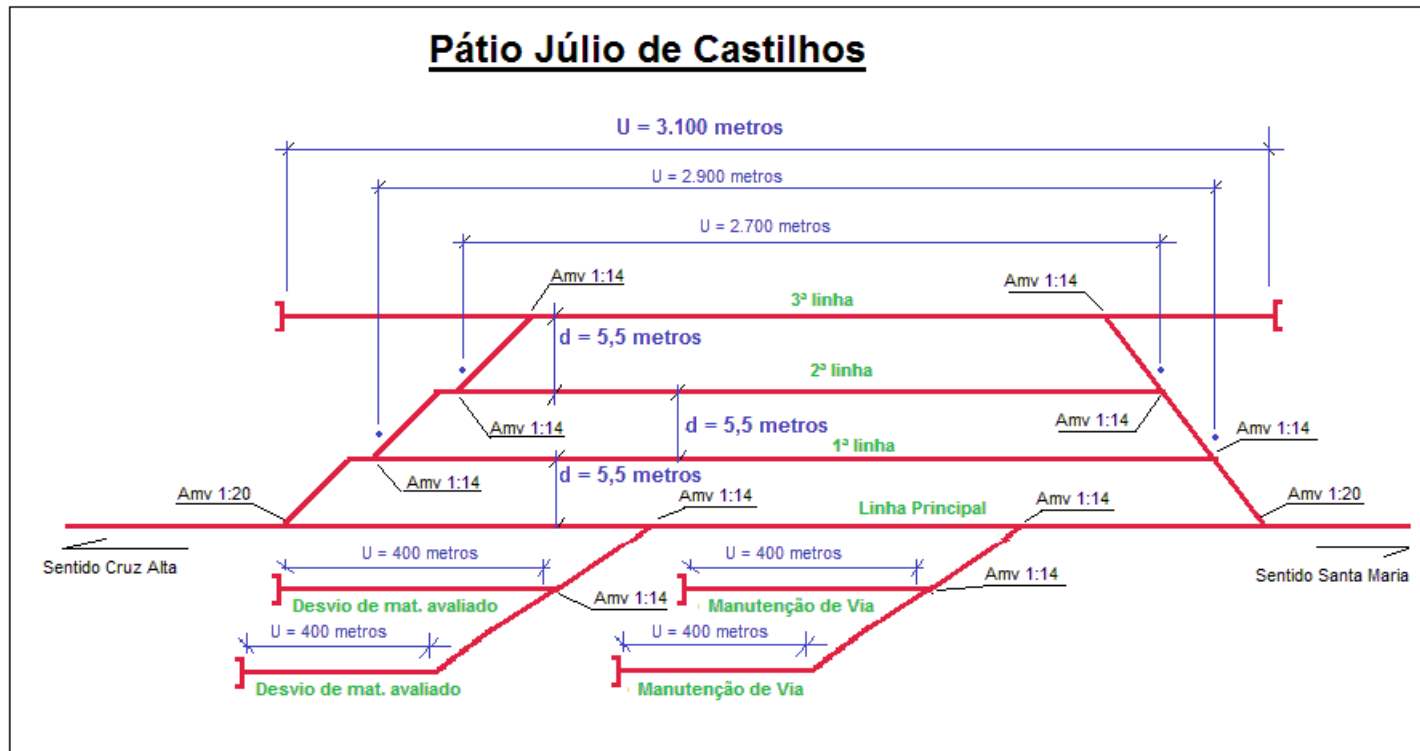 Pátio Júlio de Castilhos
U = 3.100 metros
U = 2.900 metros
U = 2.700 metros
Amv 1:14
Amv 1:14
3ª linha
d = 5,5 metros
2ª linha
Amv 1:14
d = 5,5 metros
Amv 1:14
Amv 1:14
1ª linha
Amv 1:14
d = 5,5 metros
Amv 1:20
Amv 1:14
Linha Principal
Amv 1:14
Amv 1:20
Sentido Cruz Alta
U = 400 metros
U = 400 metros
Amv 1:14
Sentido Santa Maria
Desvio de mat. avaliado
Amv 1:14
Manutenção de Via
U = 400 metros
U = 400 metros
Desvio de mat. avaliado
Manutenção de Via